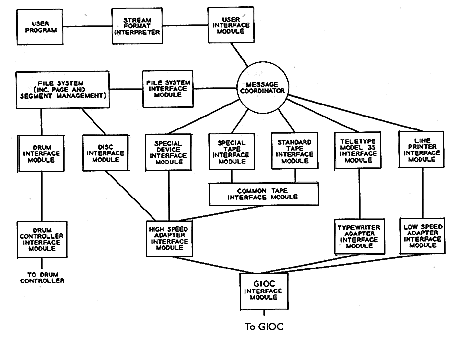 USER
PROGRAM
STREAM
FORMAT
INTERPRETER
USER
INTERFACE
MODULE
FILE SYSTEM
(INC. PAGE AND
SEGMENT MANAGEMENT)
FILE SYSTEM
INTERFACE
MODULE
MESSAGE
COORDINATOR
DRUM
INTERFACE
MODULE
DISC
INTERFACE
MODULE
SPECIAL
DEVICE
INTERFACE
MODULE
SPECIAL
TAPE
INTERFACE
MODULE
STANDARD
TAPE
INTERFACE
MODULE
TELETYPE
MODEL 35
INTERFACE
MODULE
LINE
PRINTER
INTERFACE
MODULE
COMMON TAPE
INTERFACE MODULE
DRUM
CONTROLLER
INTERFACE
MODULE
HIGH SPEED
ADAPTER
INTERFACE
MODULE
TYPEWRITER
ADAPTER
INTERFACE
MODULE
LOW SPEED
ADAPTER
INTERFACE
MODULE
TO DRUM
CONTROLLER
GIOC
INTERFACE
MODULE
To GIOC